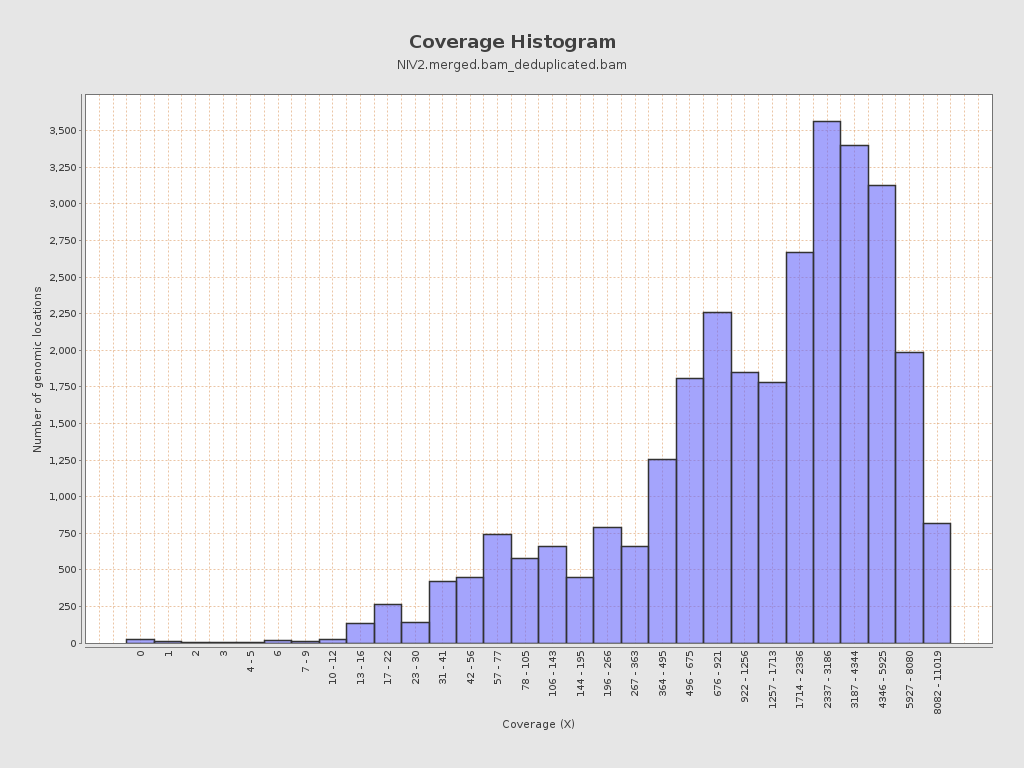 Coverage Histogram
NIV2.merged.bam_deduplicated.bam
Number of genomic locations
3,500
3,250
3,000
2,750
2,500
2,250
2,000
1,750
1,500
1,250
1,000
750
500
250
0
0
1
2
3
4 - 5
6
7 - 9
10 - 12
13 - 16
17 - 22
23 - 30
31 - 41
42 - 56
57 - 77
78 - 105
106 - 143
144 - 195
196 - 266
267 - 363
364 - 495
496 - 675
676 - 921
922 - 1256
1257 - 1713
1714 - 2336
2337 - 3186
3187 - 4344
4346 - 5925
5927 - 8080
8082 - 11019
Coverage (X)